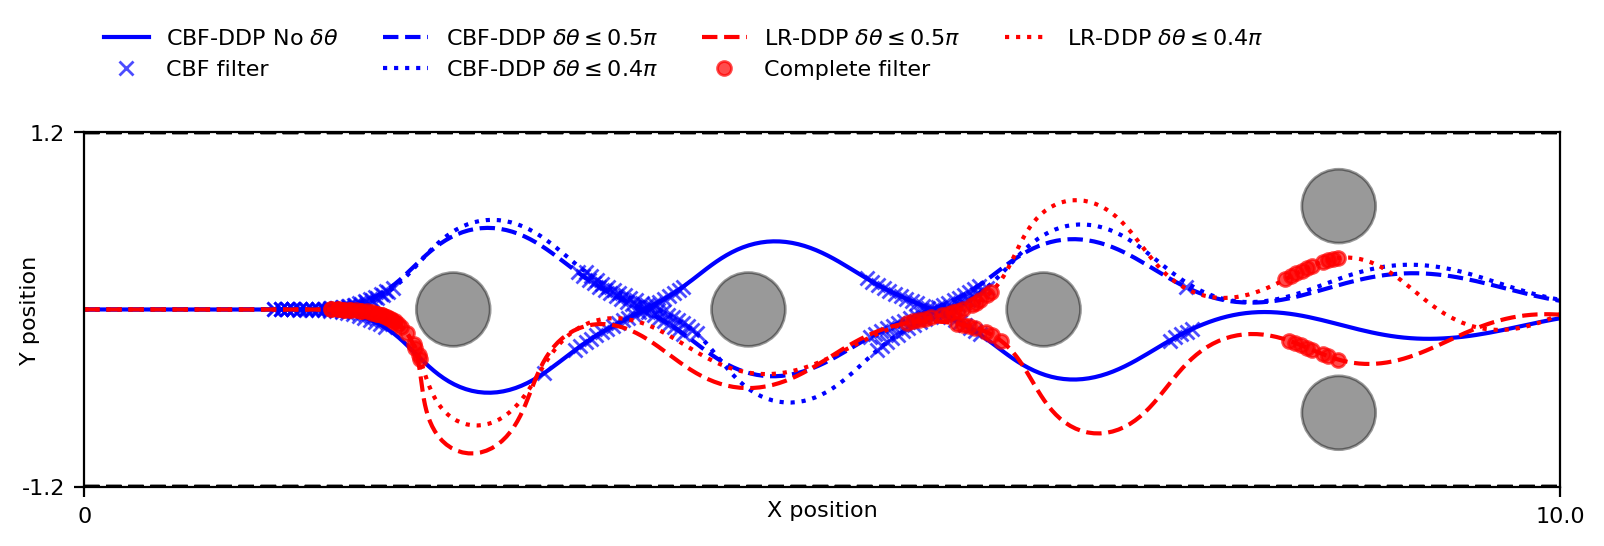 CBF-DDP No δθ CBF-DDP δθ ≤ 0.5π LR-DDP δθ ≤ 0.5π LR-DDP δθ ≤ 0.4π
CBF filter CBF-DDP δθ ≤ 0.4π Complete filter
1.2
Y position
-1.2
0 X position 10.0